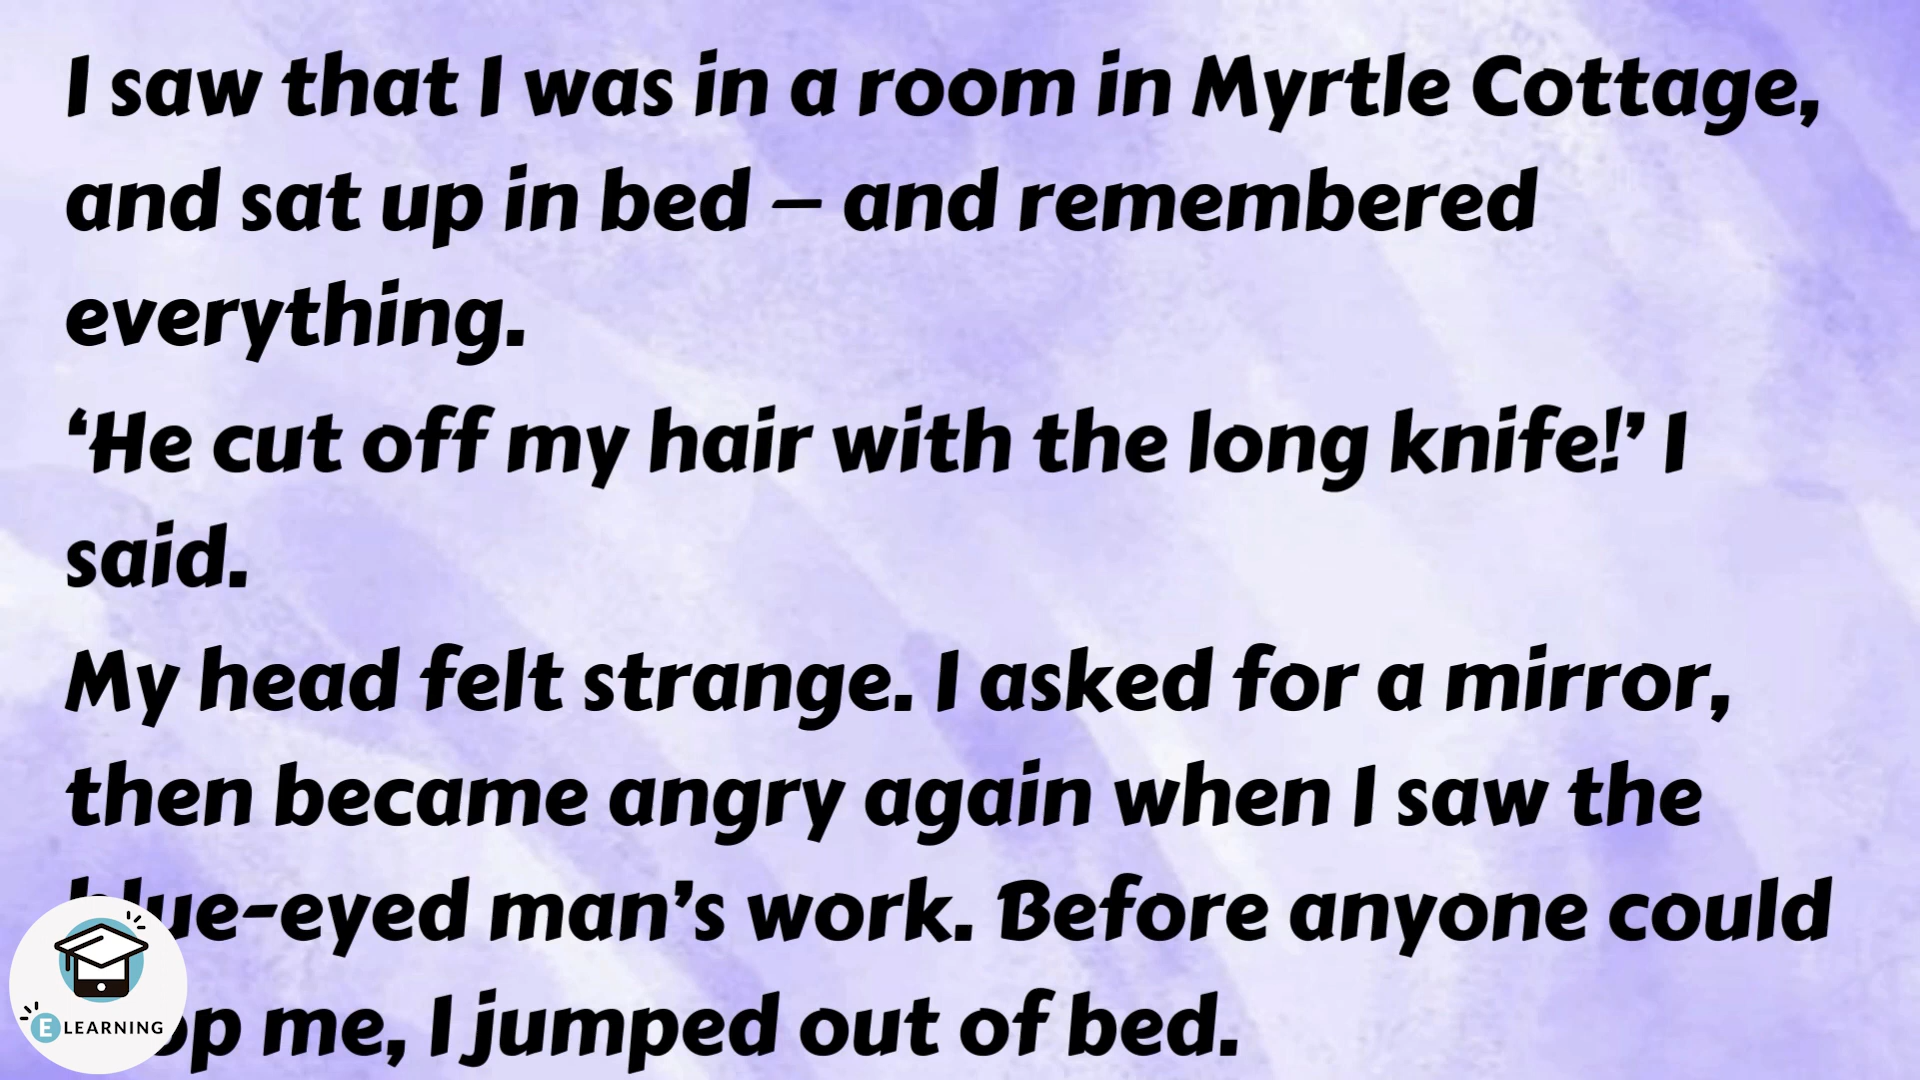 I saw that I was in a room in Myrtle Cottage,
and sat up in bed – and remembered
everything.
‘He cut off my hair with the long knife!’ I
said.
My head felt strange. I asked for a mirror,
then became angry again when I saw the
blue-eyed man’s work. Before anyone could
me, I jumped out of bed.
E LEARNING